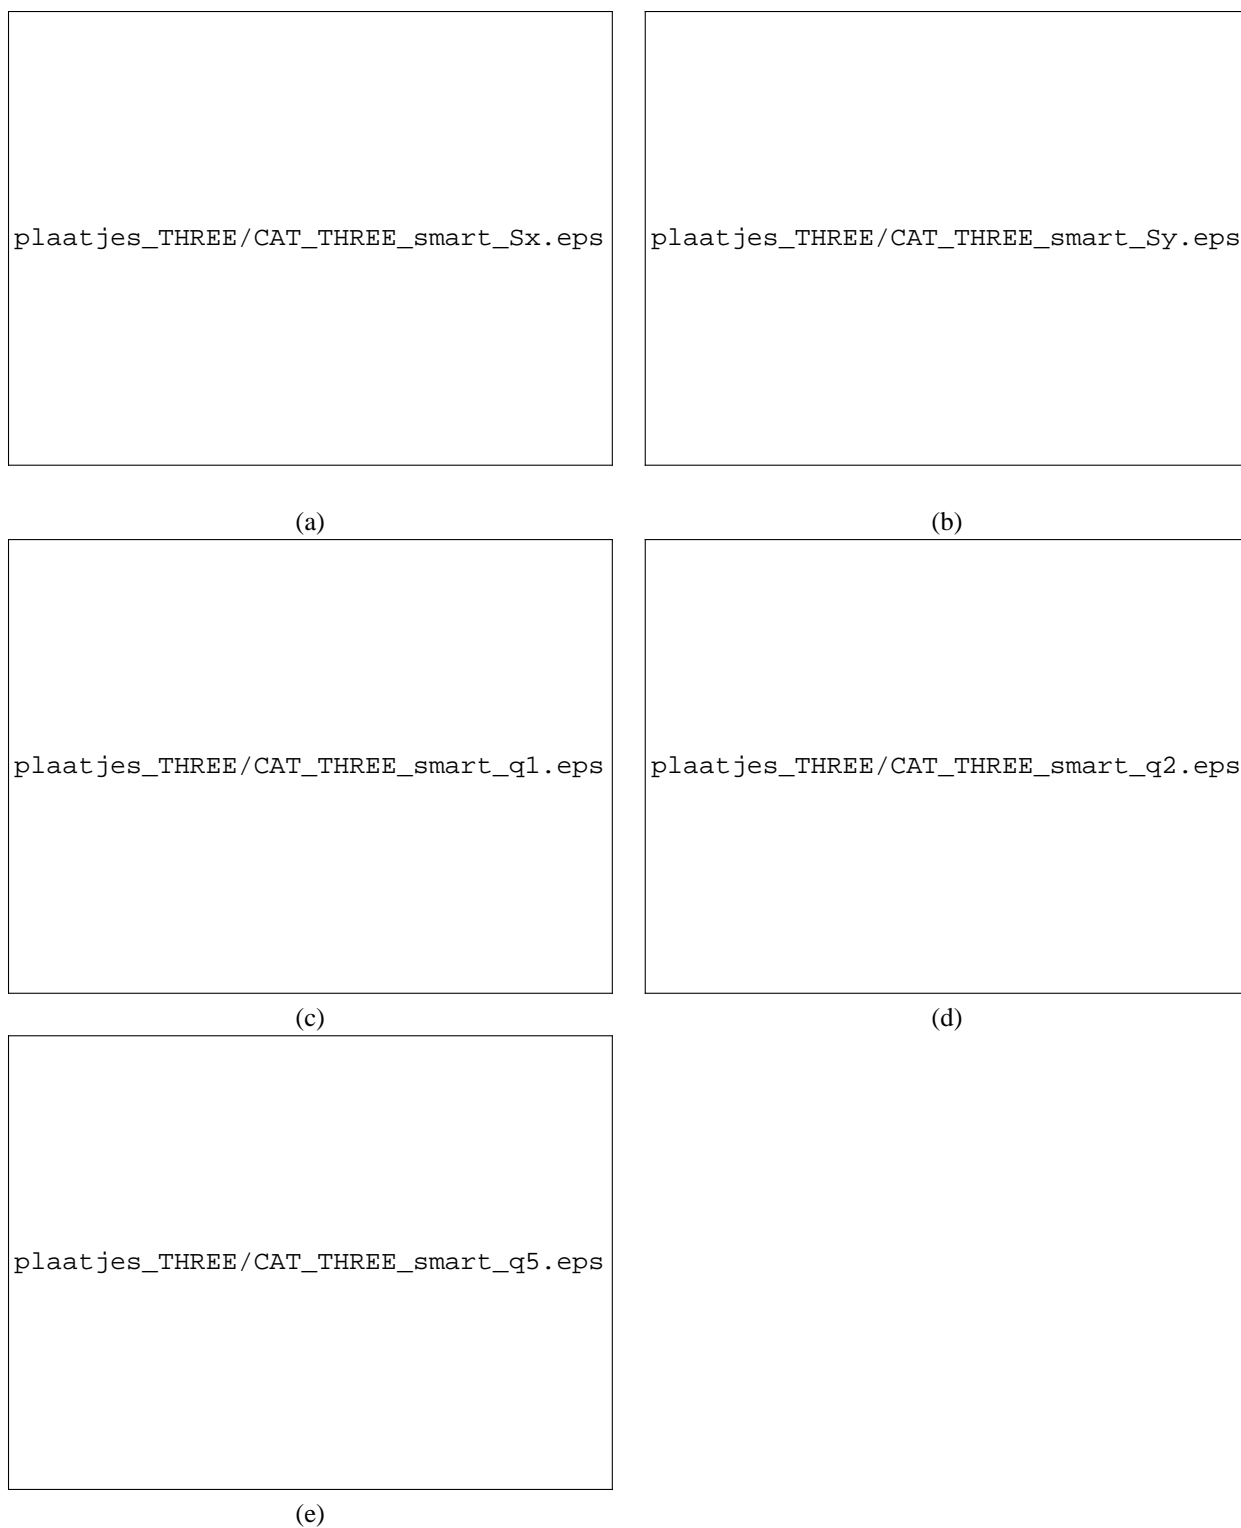 plaatjes_THREE/CAT_THREE_smart_Sx.eps
plaatjes_THREE/CAT_THREE_smart_Sy.eps
(a)
(b)
plaatjes_THREE/CAT_THREE_smart_q1.eps
plaatjes_THREE/CAT_THREE_smart_q2.eps
(c)
(d)
plaatjes_THREE/CAT_THREE_smart_q5.eps
(e)